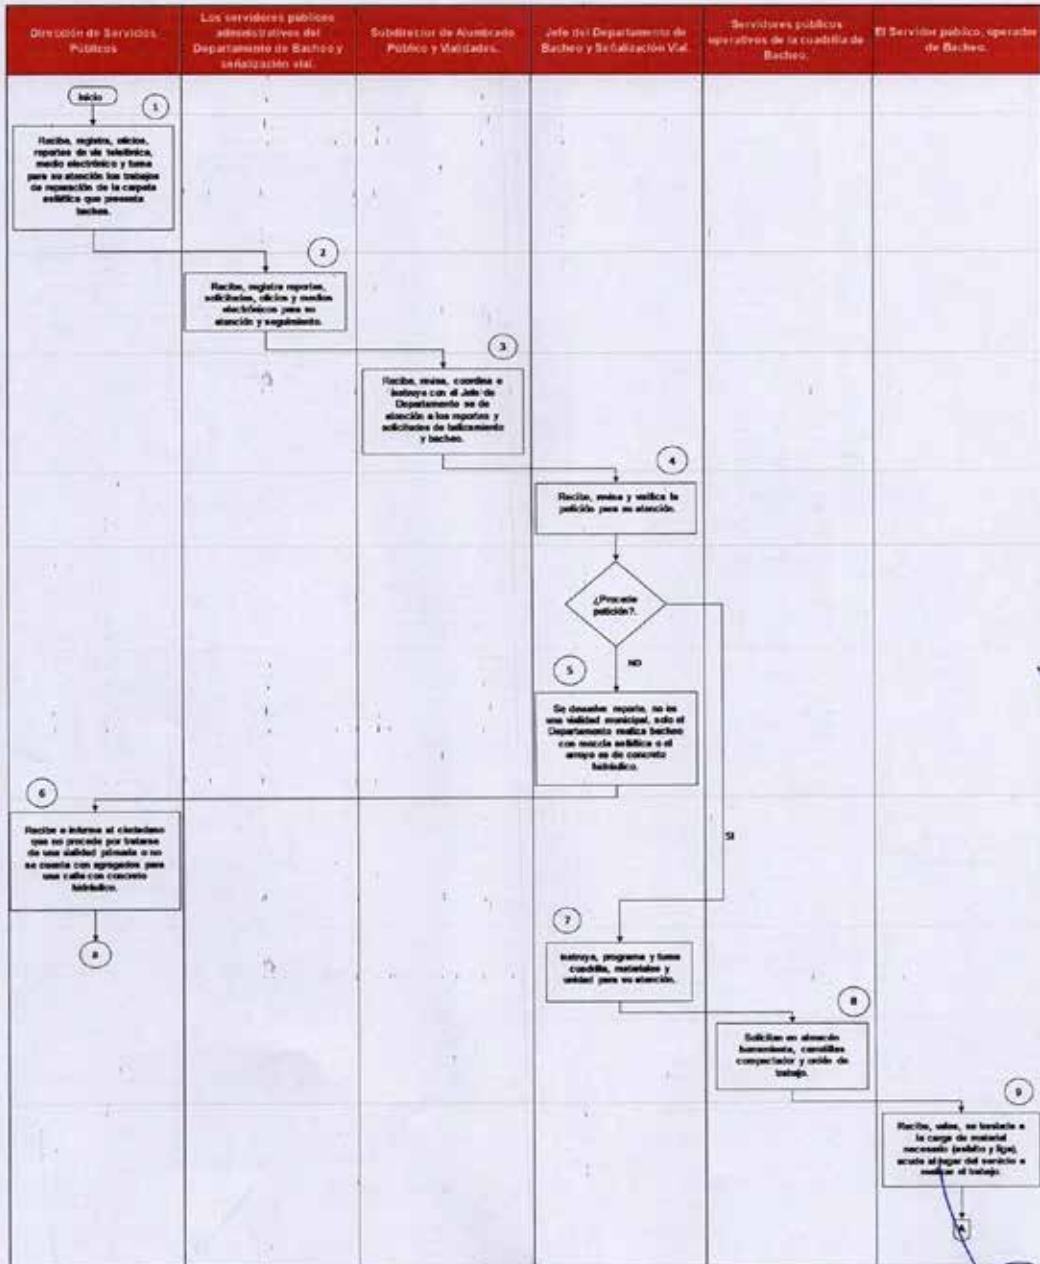 Dirección de Servicios
Públicos
Los servidores públicos
administrativos del
Departamento de Bacheo y
señalización vial.
Subdirector de Alumbrado
Público y Vialidades.
Jefe del Departamento de
Bacheo y Señalización Vial.
Servidores públicos
operativos de la cuadrilla de
Bacheo.
El Servidor público, operador
de Bacheo.
Inicio
1
Recibe, registra, oficios,
reportes de vía telefónica,
medio electrónico y turna
para su atención los trabajos
de reparación de la carpeta
asfáltica que presenta
baches.
2
Recibe, registra reportes,
solicitudes, oficios y medios
electrónicos para su
atención y seguimiento.
3
Recibe, revisa, coordina e
instruye con el Jefe de
Departamento se de
atención a los reportes y
solicitudes de balizamiento
y bacheo.
4
Recibe, revisa y verifica la
petición para su atención.
¿Procede
petición?.
NO
5
Se devuelve reporte, no es
una vialidad municipal, solo el
Departamento realiza bacheo
con mezcla asfáltica o el
arroyo es de concreto
hidráulico.
6
Recibe e informa al ciudadano
que no procede por tratarse
de una vialidad primaria o no
se cuenta con agregados para
una calle con concreto
hidráulico.
SI
7
Instruye, programa y turna
cuadrilla, materiales y
unidad para su atención.
8
Solicitan en almacén
herramienta, carretillas
compactador y orden de
trabajo.
9
Recibe, vales, se traslada a
la carga de material
necesario (asfalto y liga),
acude al lugar del servicio a
realizar el trabajo.
A